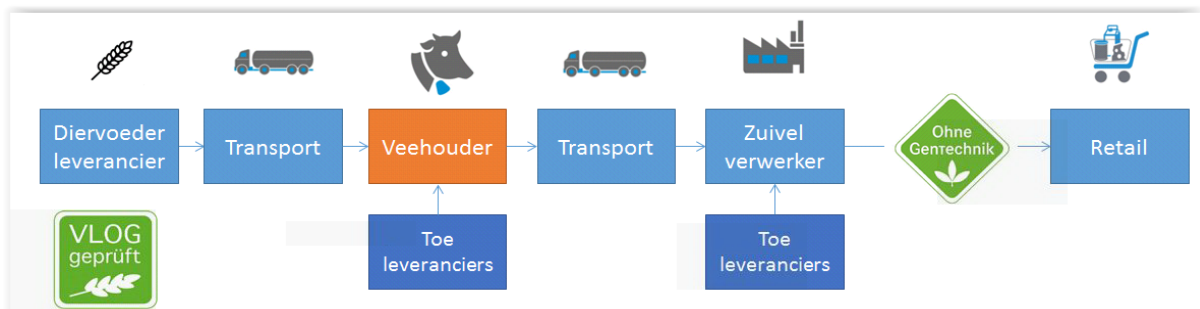 Diervoeder
leverancier
Transport
Veehouder
Transport
Zuivel
verwerker
Ohne
GenTechnik
Retail
VLOG
geprüft
Toe
leveranciers
Toe
leveranciers